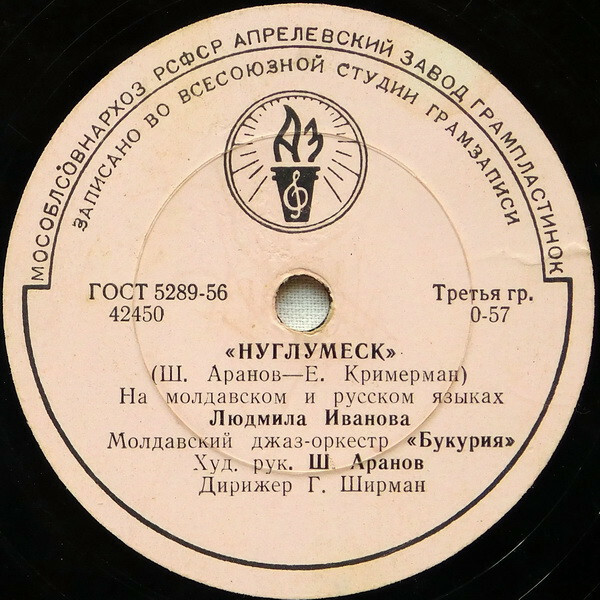 МОСОБЛСОВНАРХОЗ РСФСР АПРЕЛЕВСКИЙ ЗАВОД ГРАМПЛАСТИНОК
ЗАПИСАНО ВО ВСЕСОЮЗНОЙ СТУДИИ ГРАМЗАПИСИ
АЗ
ГОСТ 5289-56
42450
Третья гр.
0-57
«НУГЛУМЕСК»
(Ш. Аранов—Е. Кримерман)
На молдавском и русском языках
Людмила Иванова
Молдавский джаз-оркестр «Букурия»
Худ. рук. Ш. Аранов
Дирижер Г. Ширман